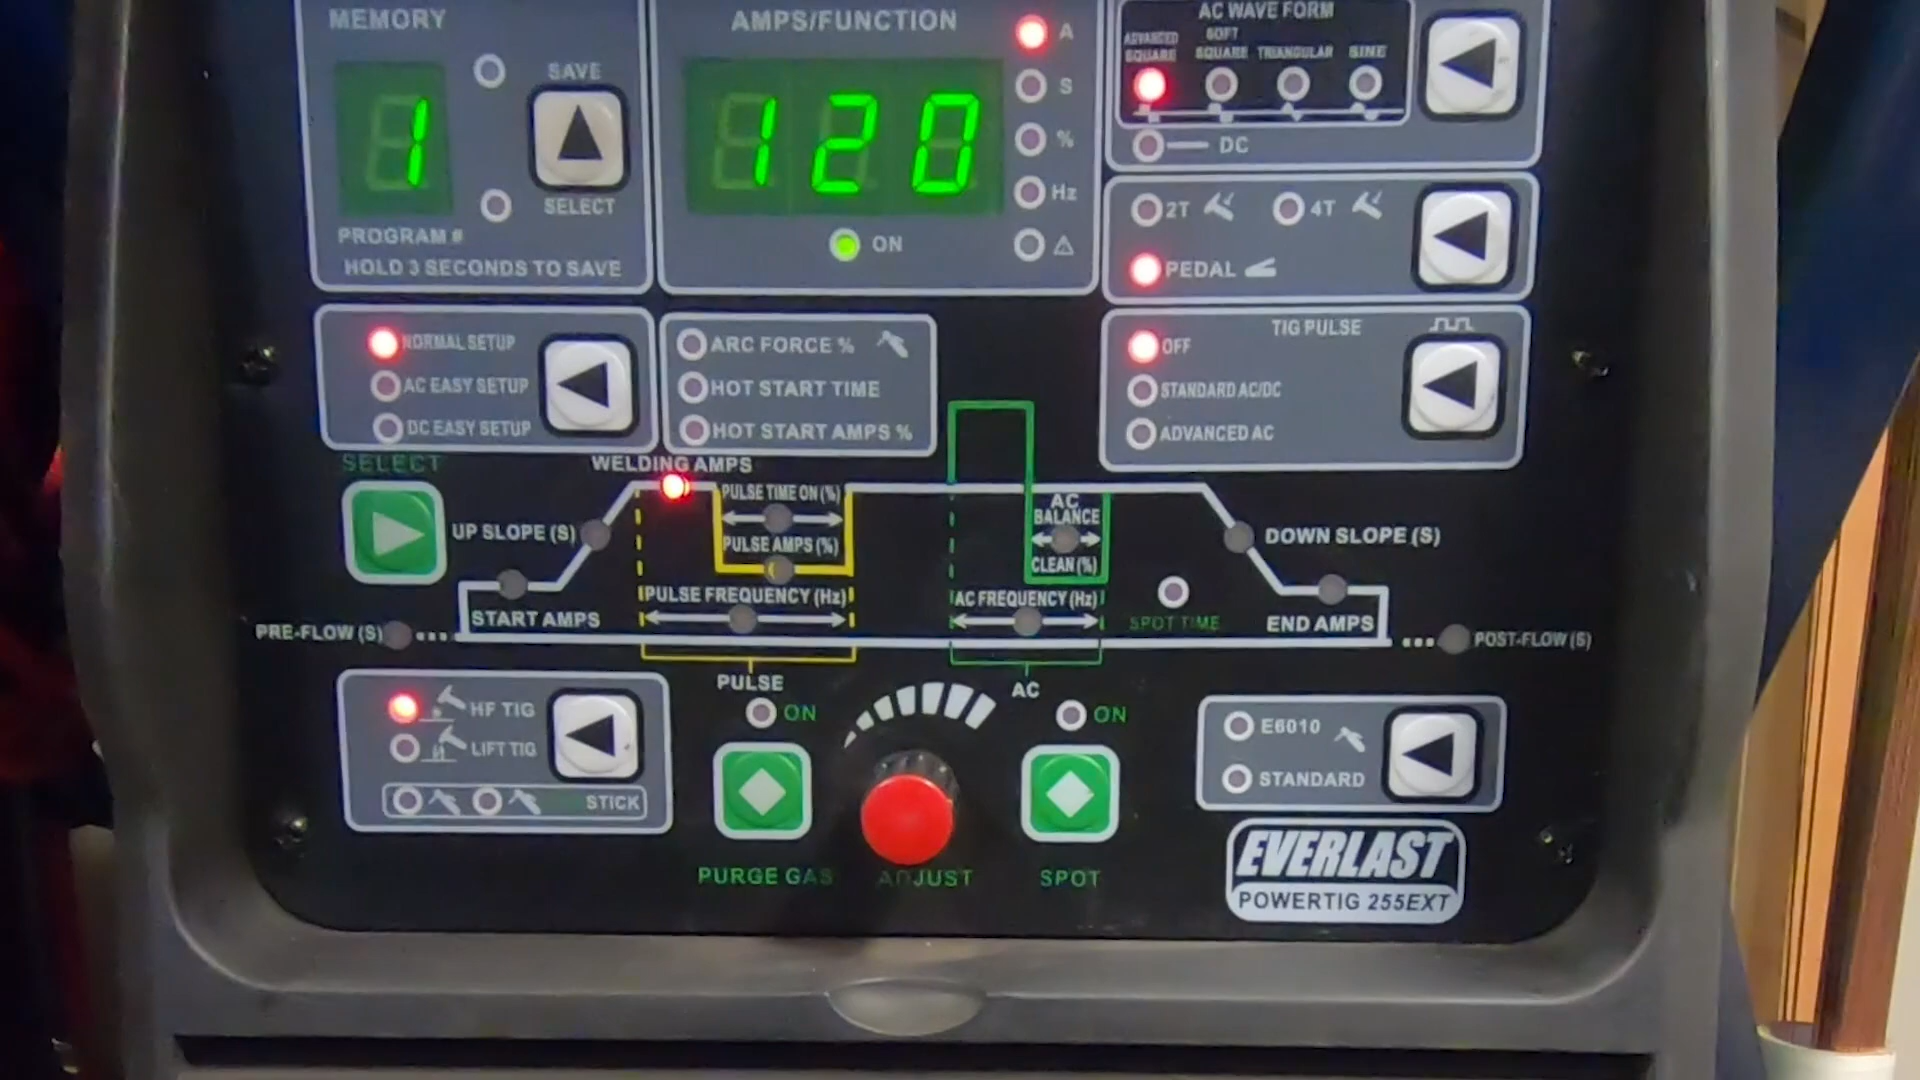 MEMORY
1
SAVE
SELECT
PROGRAM #
HOLD 3 SECONDS TO SAVE
AMPS/FUNCTION
120
ON
A
S
%
Hz
AC WAVE FORM
ADVANCED SQUARE
SOFT SQUARE
TRIANGULAR
SINE
DC
2T
4T
PEDAL
NORMAL SETUP
AC EASY SETUP
DC EASY SETUP
ARC FORCE %
HOT START TIME
HOT START AMPS %
TIG PULSE
OFF
STANDARD AC/DC
ADVANCED AC
SELECT
WELDING AMPS
PULSE TIME ON (%)
UP SLOPE (S)
PULSE AMPS (%)
START AMPS
PULSE FREQUENCY (Hz)
PRE-FLOW (S)
PULSE
AC
BALANCE
CLEAN (%)
AC FREQUENCY (Hz)
AC
SPOT TIME
DOWN SLOPE (S)
END AMPS
POST-FLOW (S)
HF TIG
LIFT TIG
STICK
ON
PURGE GAS
ADJUST
ON
SPOT
E6010
STANDARD
EVERLAST
POWERTIG 255EXT